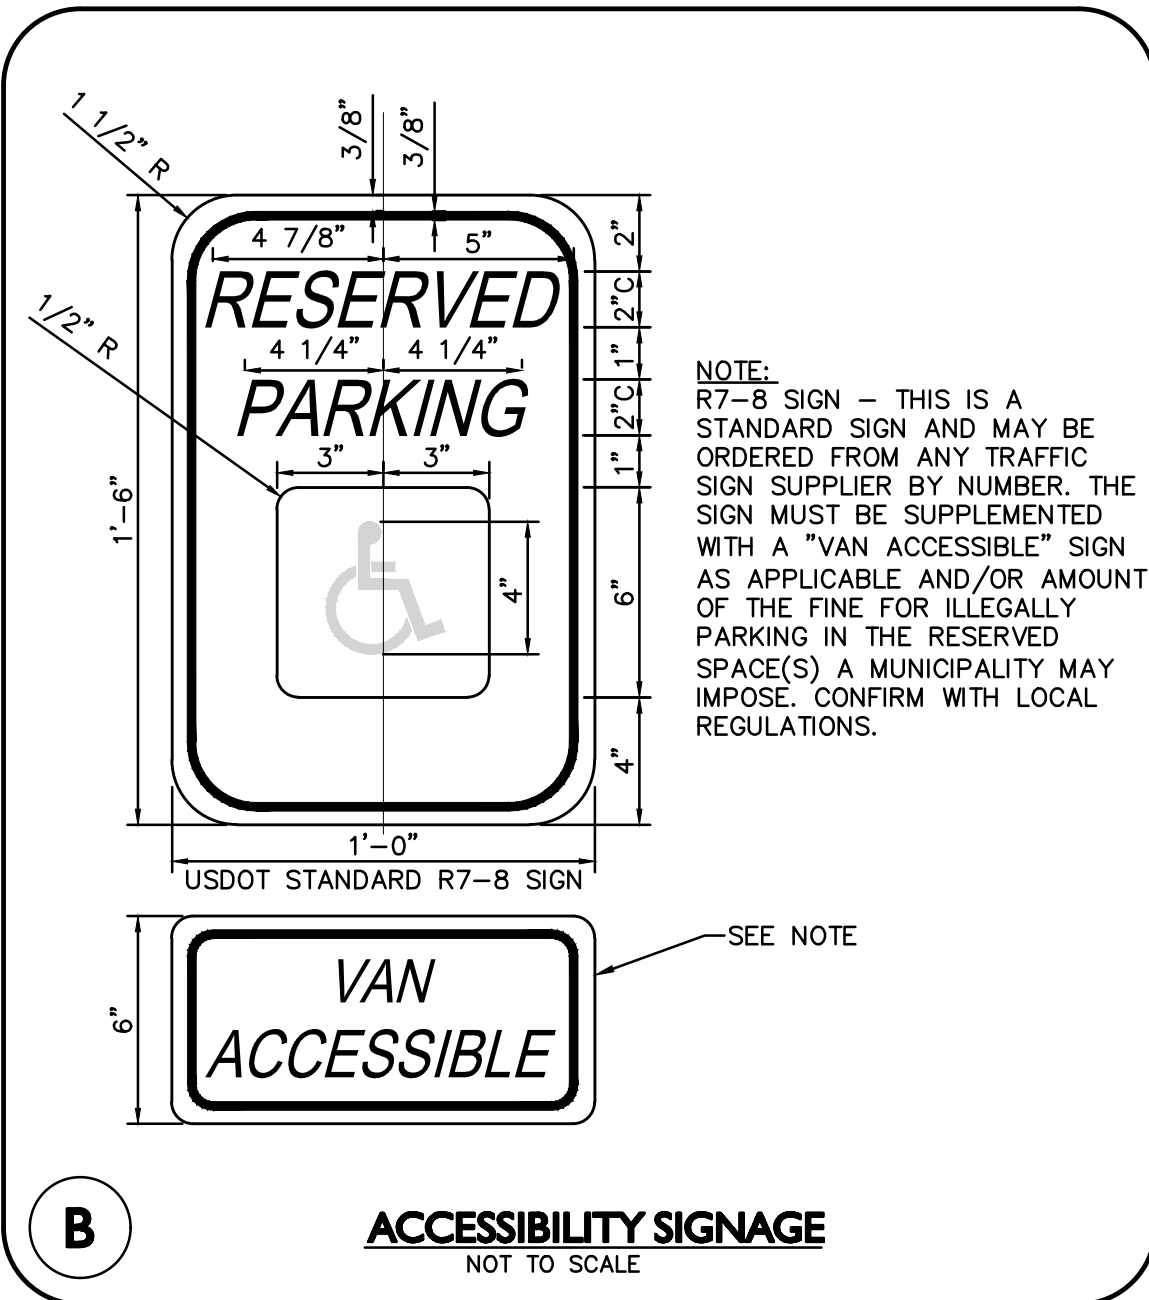 1 1/2" R
3/8"
3/8"
4 7/8"
5"
2"
RESERVED
2"C
1/2" R
4 1/4"
4 1/4"
1"
PARKING
2"C
3"
3"
1"
1'-6"
4"
6"
4"
1'-0"
USDOT STANDARD R7-8 SIGN
NOTE:
R7-8 SIGN - THIS IS A
STANDARD SIGN AND MAY BE
ORDERED FROM ANY TRAFFIC
SIGN SUPPLIER BY NUMBER. THE
SIGN MUST BE SUPPLEMENTED
WITH A "VAN ACCESSIBLE" SIGN
AS APPLICABLE AND/OR AMOUNT
OF THE FINE FOR ILLEGALLY
PARKING IN THE RESERVED
SPACE(S) A MUNICIPALITY MAY
IMPOSE. CONFIRM WITH LOCAL
REGULATIONS.
SEE NOTE
6"
VAN
ACCESSIBLE
B
ACCESSIBILITY SIGNAGE
NOT TO SCALE